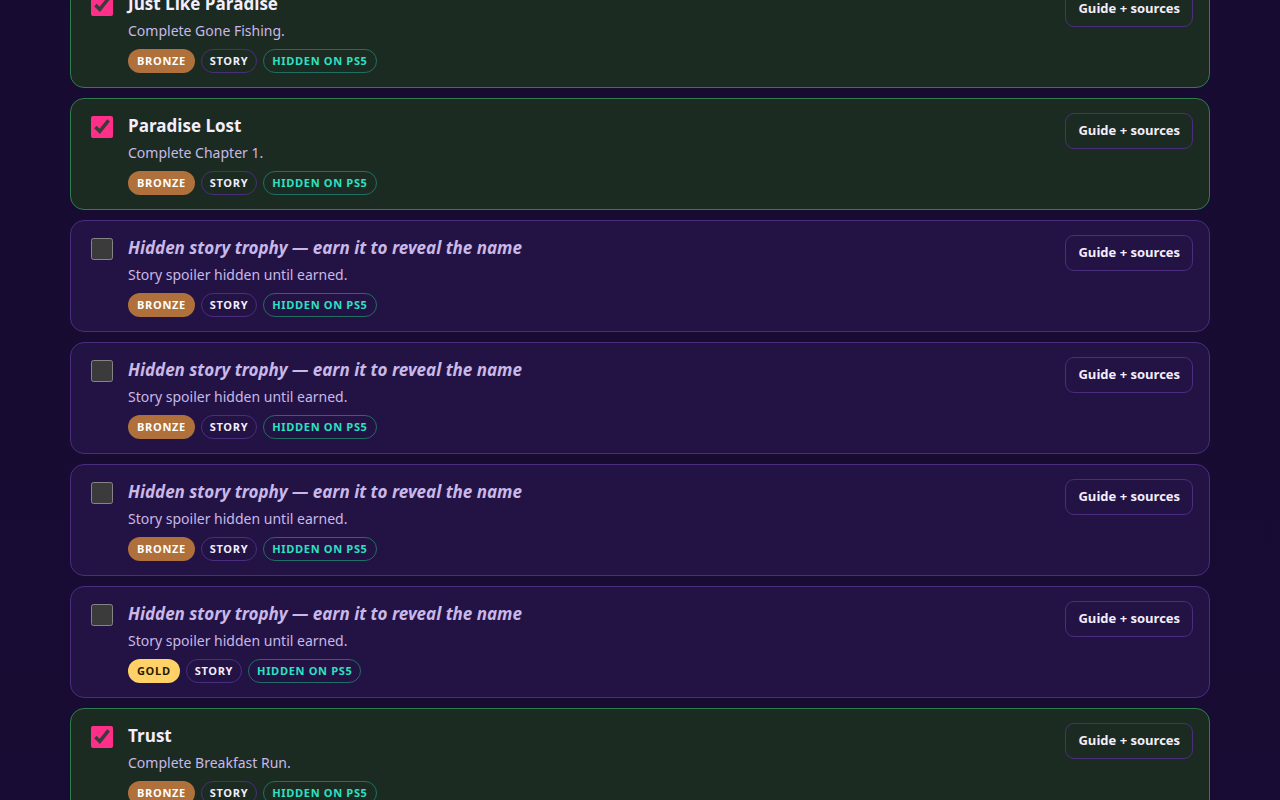 Just Like Paradise
Guide + sources
Complete Gone Fishing.
BRONZE STORY HIDDEN ON PS5
Paradise Lost
Guide + sources
Complete Chapter 1.
BRONZE STORY HIDDEN ON PS5
Hidden story trophy — earn it to reveal the name
Guide + sources
Story spoiler hidden until earned.
BRONZE STORY HIDDEN ON PS5
Hidden story trophy — earn it to reveal the name
Guide + sources
Story spoiler hidden until earned.
BRONZE STORY HIDDEN ON PS5
Hidden story trophy — earn it to reveal the name
Guide + sources
Story spoiler hidden until earned.
BRONZE STORY HIDDEN ON PS5
Hidden story trophy — earn it to reveal the name
Guide + sources
Story spoiler hidden until earned.
GOLD STORY HIDDEN ON PS5
Trust
Guide + sources
Complete Breakfast Run.
BRONZE STORY HIDDEN ON PS5